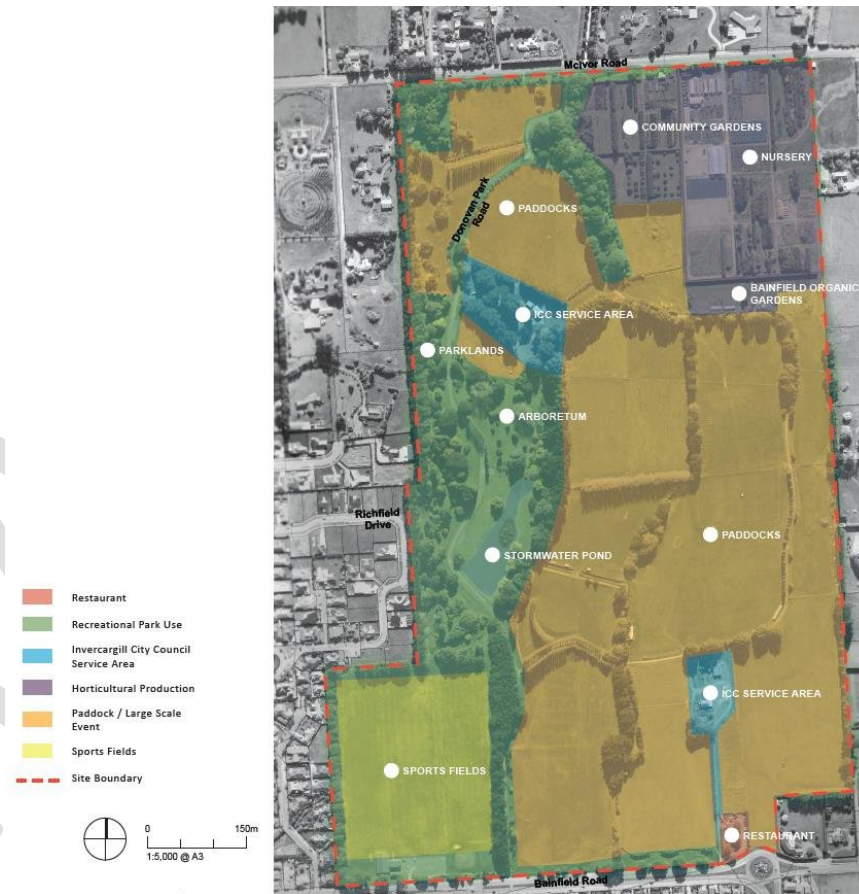 McIvor Road
COMMUNITY GARDENS
NURSERY
Donovan Park
Road
PADDOCKS
BAINFIELD ORGANIC
GARDENS
ICC SERVICE AREA
PARKLANDS
ARBORETUM
Richfield
Drive
PADDOCKS
STORMWATER POND
ICC SERVICE AREA
SPORTS FIELDS
RESTAURANT
Bainfield Road
Restaurant
Recreational Park Use
Invercargill City Council
Service Area
Horticultural Production
Paddock / Large Scale
Event
Sports Fields
Site Boundary
0 150m
1:5,000 @ A3